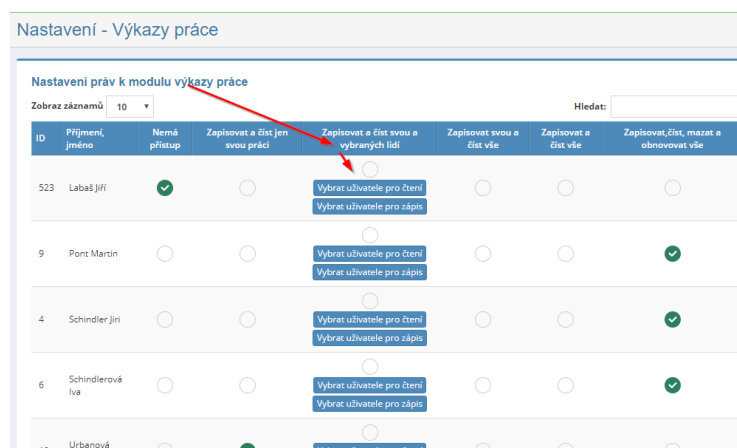 Nastavení - Výkazy práce
Nastavení práv k modulu výkazy práce
Zobraz záznamů 10
Hledat:
ID Příjmení, jméno Nemá přístup Zapisovat a číst jen svou práci Zapisovat a číst svou a vybraných lidí Zapisovat svou a číst vše Zapisovat a číst vše Zapisovat,číst, mazat a obnovovat vše
523 Labaš Jiří
Vybrat uživatele pro čtení
Vybrat uživatele pro zápis
9 Pont Martin
Vybrat uživatele pro čtení
Vybrat uživatele pro zápis
4 Schindler Jiri
Vybrat uživatele pro čtení
Vybrat uživatele pro zápis
6 Schindlerová Iva
Vybrat uživatele pro čtení
Vybrat uživatele pro zápis
Urbanová